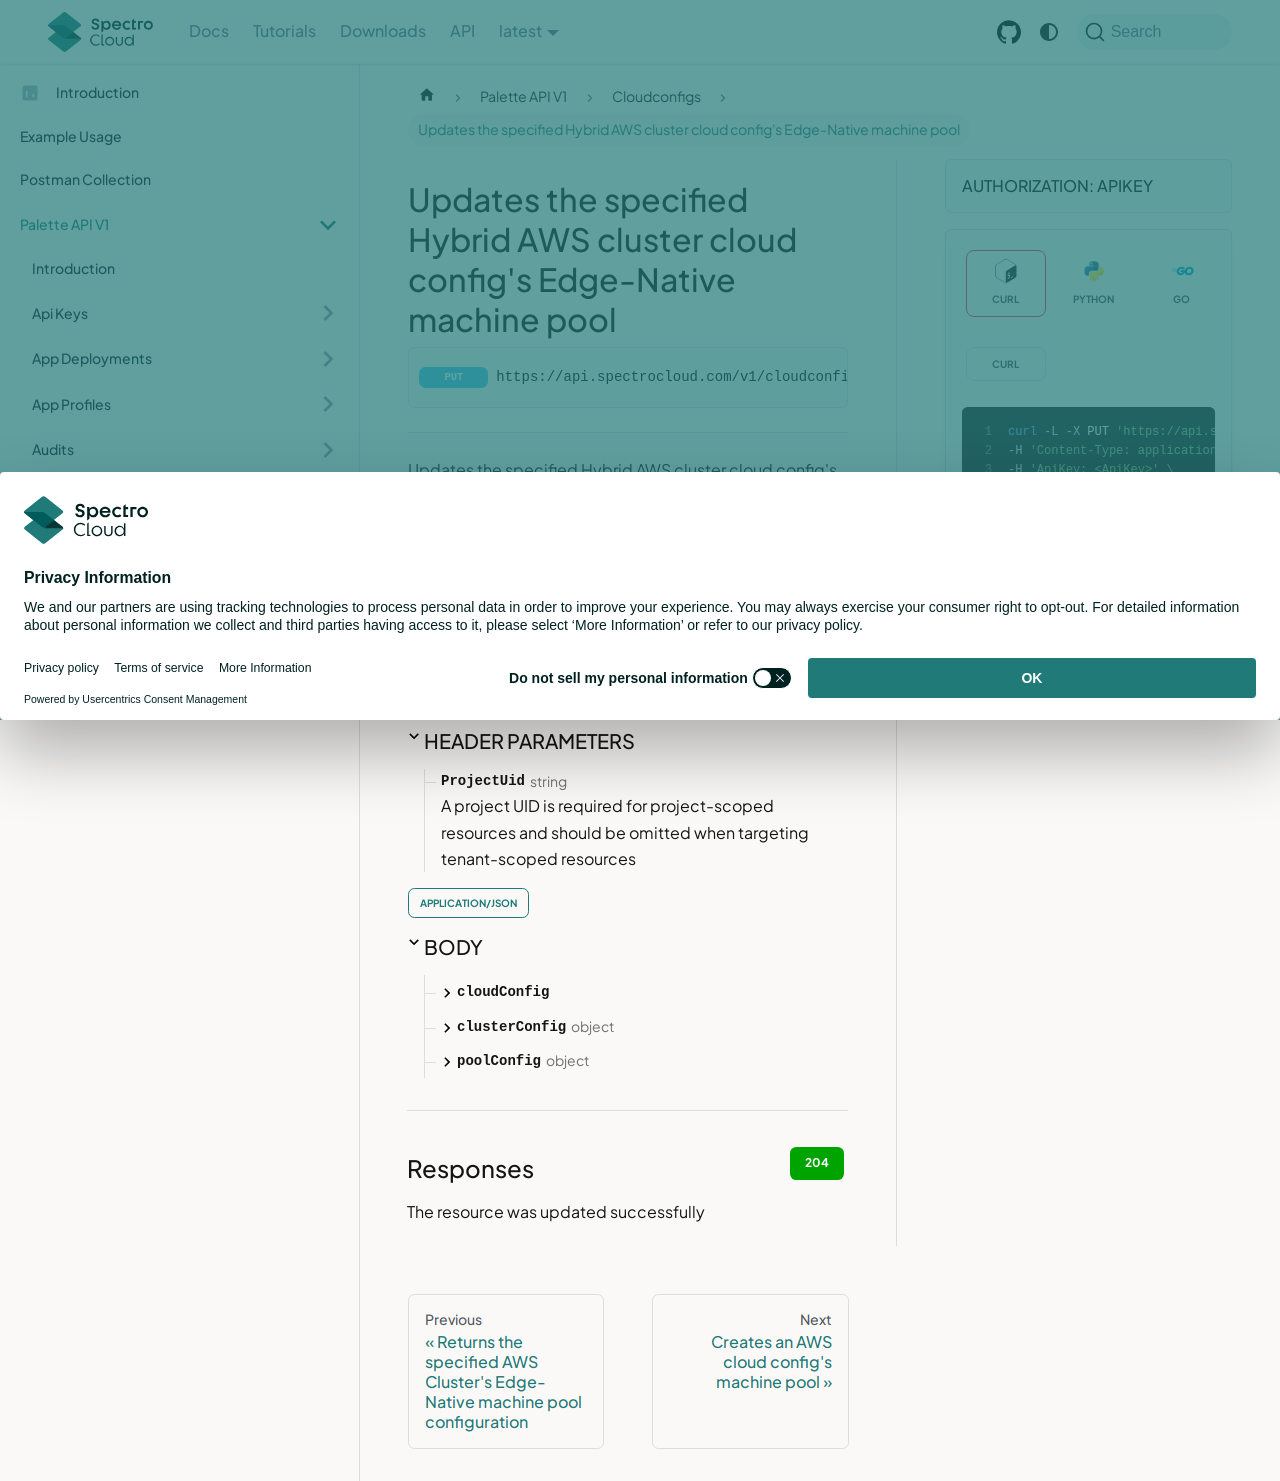 Spectro
Cloud
Docs
Tutorials
Downloads
API
latest
Search
Introduction
Example Usage
Postman Collection
Palette API V1
Introduction
Api Keys
App Deployments
App Profiles
Audits
Palette API V1
Cloudconfigs
Updates the specified Hybrid AWS cluster cloud config's Edge-Native machine pool
Updates the specified
Hybrid AWS cluster cloud
config's Edge-Native
machine pool
PUT https://api.spectrocloud.com/v1/cloudconfi
Updates the specified Hybrid AWS cluster cloud config's
AUTHORIZATION: APIKEY
CURL
PYTHON
GO
CURL
1 curl -L -X PUT 'https://api.s
2 -H 'Content-Type: application
3 -H 'ApiKey: <ApiKey>' \
Spectro
Cloud
Privacy Information
We and our partners are using tracking technologies to process personal data in order to improve your experience. You may always exercise your consumer right to opt-out. For detailed information
about personal information we collect and third parties having access to it, please select ‘More Information’ or refer to our privacy policy.
Privacy policy
Terms of service
More Information
Powered by Usercentrics Consent Management
Do not sell my personal information
OK
HEADER PARAMETERS
ProjectUid string
A project UID is required for project-scoped
resources and should be omitted when targeting
tenant-scoped resources
APPLICATION/JSON
BODY
cloudConfig
clusterConfig object
poolConfig object
Responses
204
The resource was updated successfully
Previous
« Returns the
specified AWS
Cluster's Edge-
Native machine pool
configuration
Next
Creates an AWS
cloud config's
machine pool »